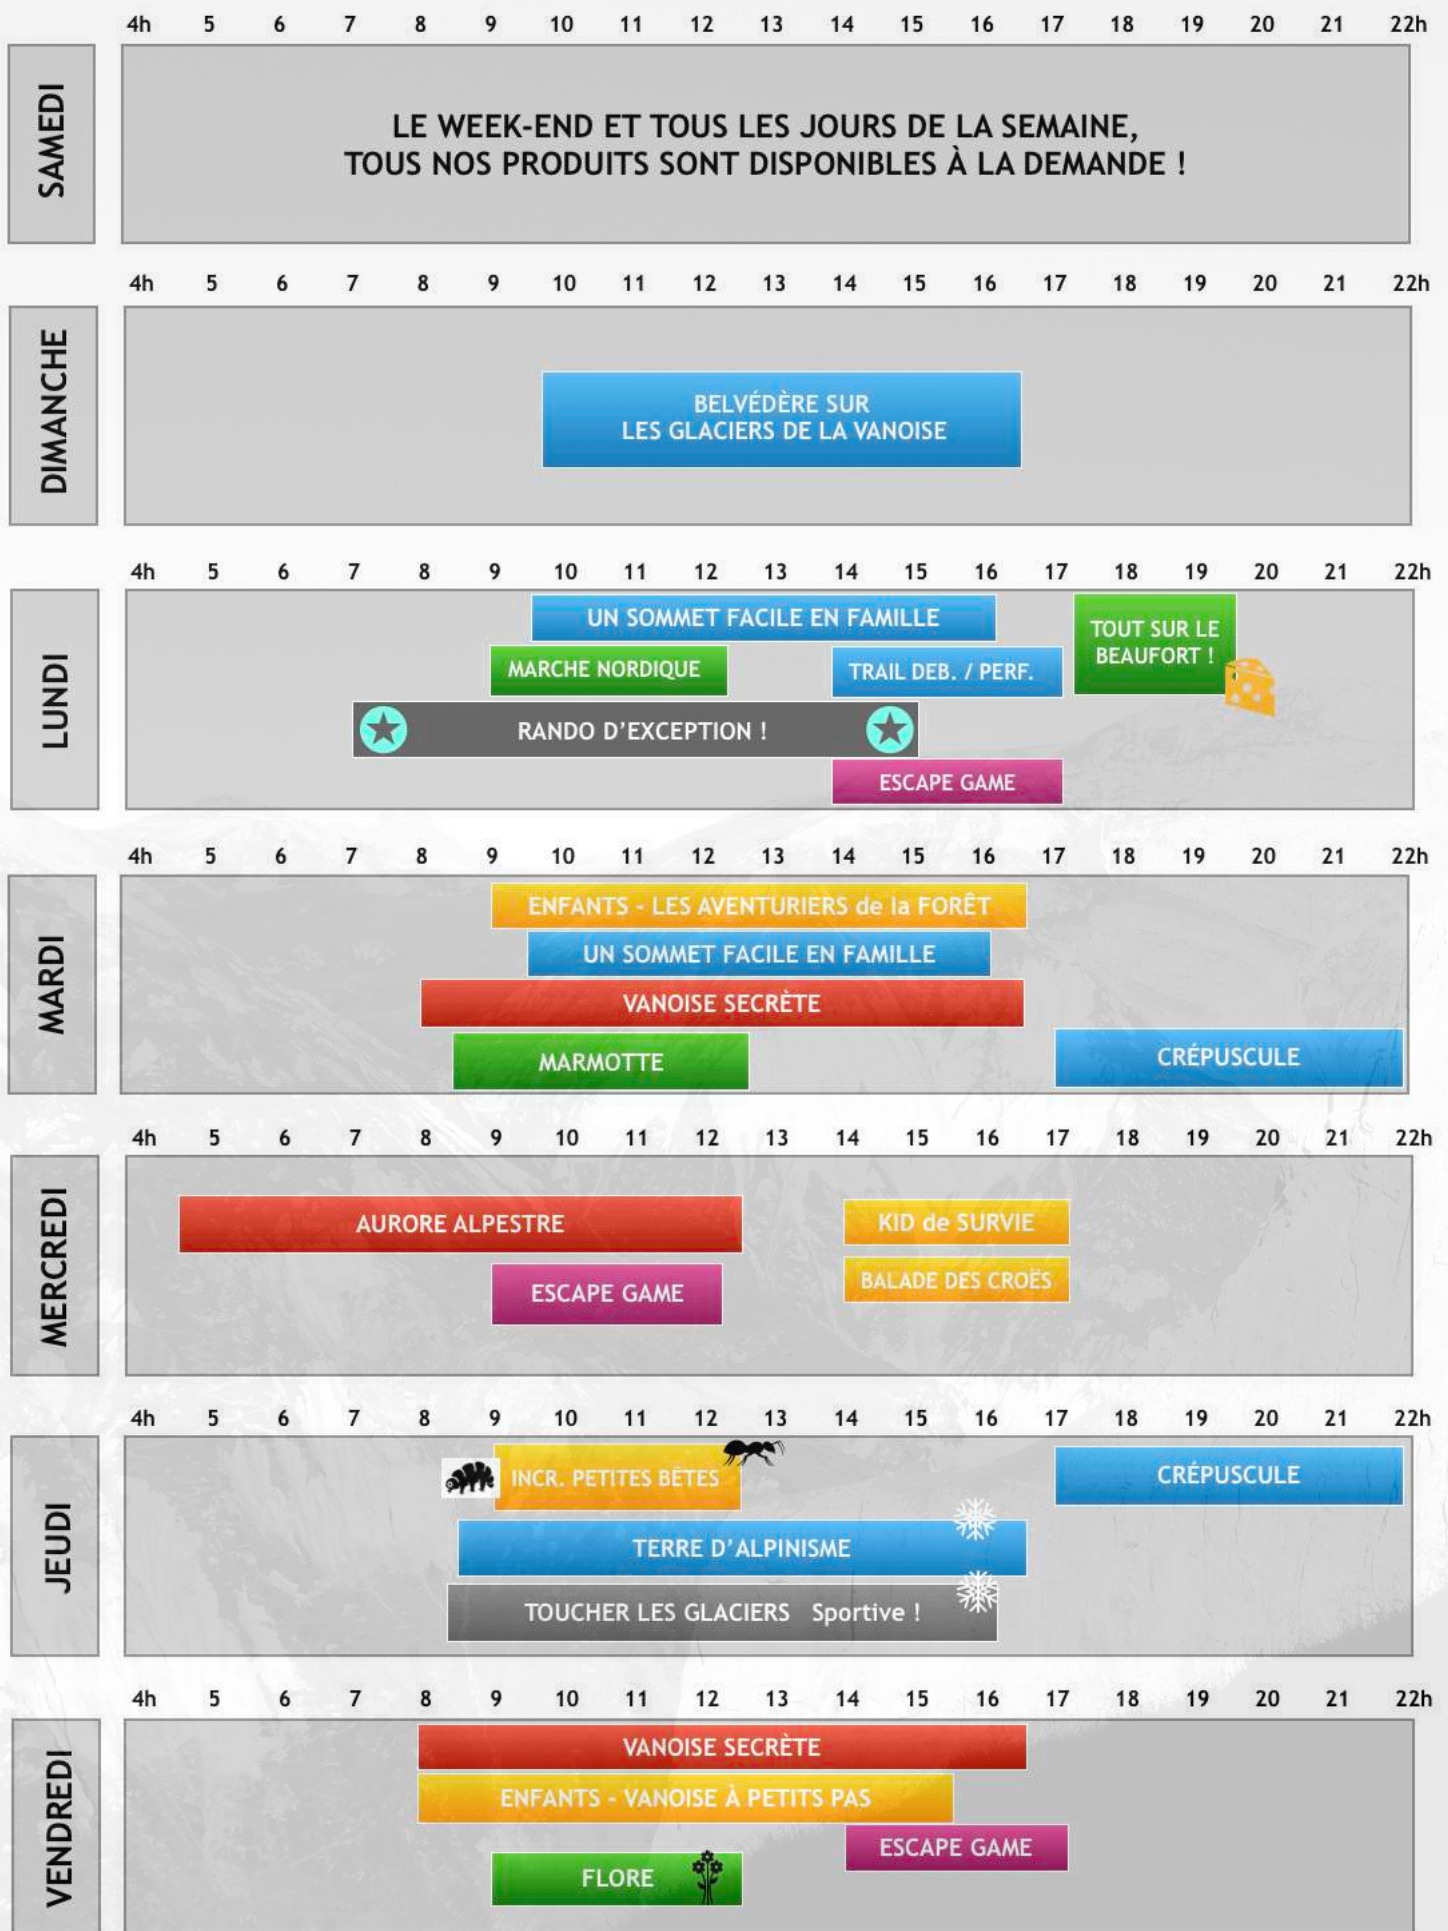 4h 5 6 7 8 9 10 11 12 13 14 15 16 17 18 19 20 21 22h
SAMEDI
LE WEEK-END ET TOUS LES JOURS DE LA SEMAINE,
TOUS NOS PRODUITS SONT DISPONIBLES À LA DEMANDE !
4h 5 6 7 8 9 10 11 12 13 14 15 16 17 18 19 20 21 22h
DIMANCHE
BELVÉDÈRE SUR
LES GLACIERS DE LA VANOISE
4h 5 6 7 8 9 10 11 12 13 14 15 16 17 18 19 20 21 22h
LUNDI
UN SOMMET FACILE EN FAMILLE
TOUT SUR LE
BEAUFORT !
MARCHE NORDIQUE
TRAIL DEB. / PERF.
RANDO D'EXCEPTION !
ESCAPE GAME
4h 5 6 7 8 9 10 11 12 13 14 15 16 17 18 19 20 21 22h
MARDI
ENFANTS - LES AVENTURIERS de la FORÊT
UN SOMMET FACILE EN FAMILLE
VANOISE SECRÈTE
MARMOTTE
CRÉPUSCULE
4h 5 6 7 8 9 10 11 12 13 14 15 16 17 18 19 20 21 22h
MERCREDI
AURORE ALPESTRE
KID de SURVIE
ESCAPE GAME
BALADE DES CROËS
4h 5 6 7 8 9 10 11 12 13 14 15 16 17 18 19 20 21 22h
JEUDI
INCR. PETITES BÊTES
CRÉPUSCULE
TERRE D'ALPINISME
TOUCHER LES GLACIERS Sportive !
4h 5 6 7 8 9 10 11 12 13 14 15 16 17 18 19 20 21 22h
VENDREDI
VANOISE SECRÈTE
ENFANTS - VANOISE À PETITS PAS
ESCAPE GAME
FLORE